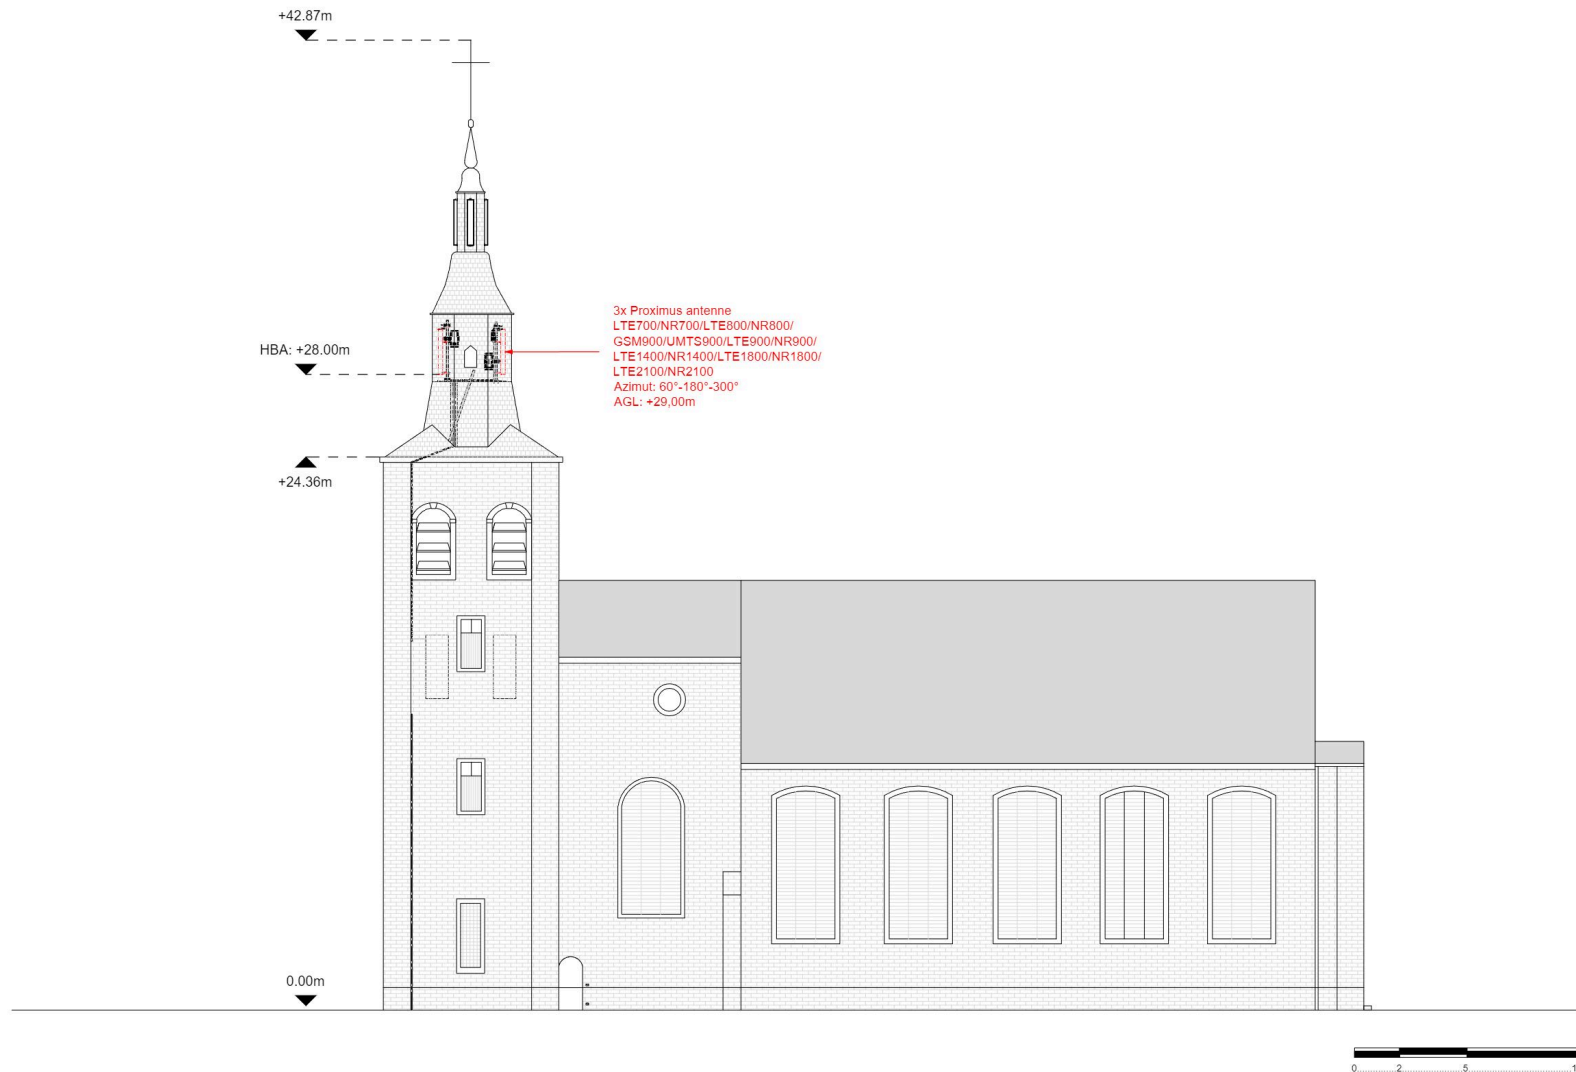 +42.87m
3x Proximus antenne
LTE700/NR700/LTE800/NR800/
GSM900/UMTS900/LTE900/NR900/
HBA: +28.00m
LTE1400/NR1400/LTE1800/NR1800/
LTE2100/NR2100
Azimut: 60°-180°-300°
AGL: +29,00m
+24.36m
0.00m
0 2 5